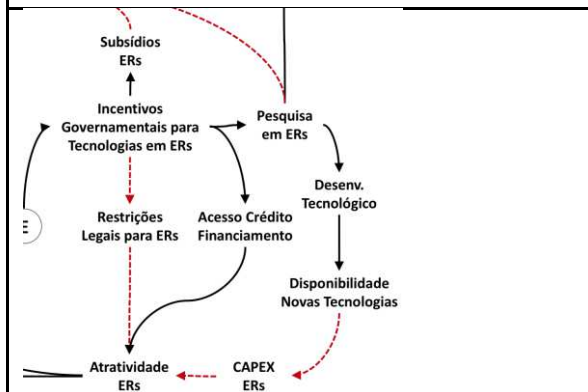 Subsídios
ERs
Incentivos
Governamentais para
Tecnologias em ERs
Pesquisa
em ERs
Desenv.
Tecnológico
E
Restrições
Legais para ERs
Acesso Crédito
Financiamento
Disponibilidade
Novas Tecnologias
Atratividade
ERs
CAPEX
ERs